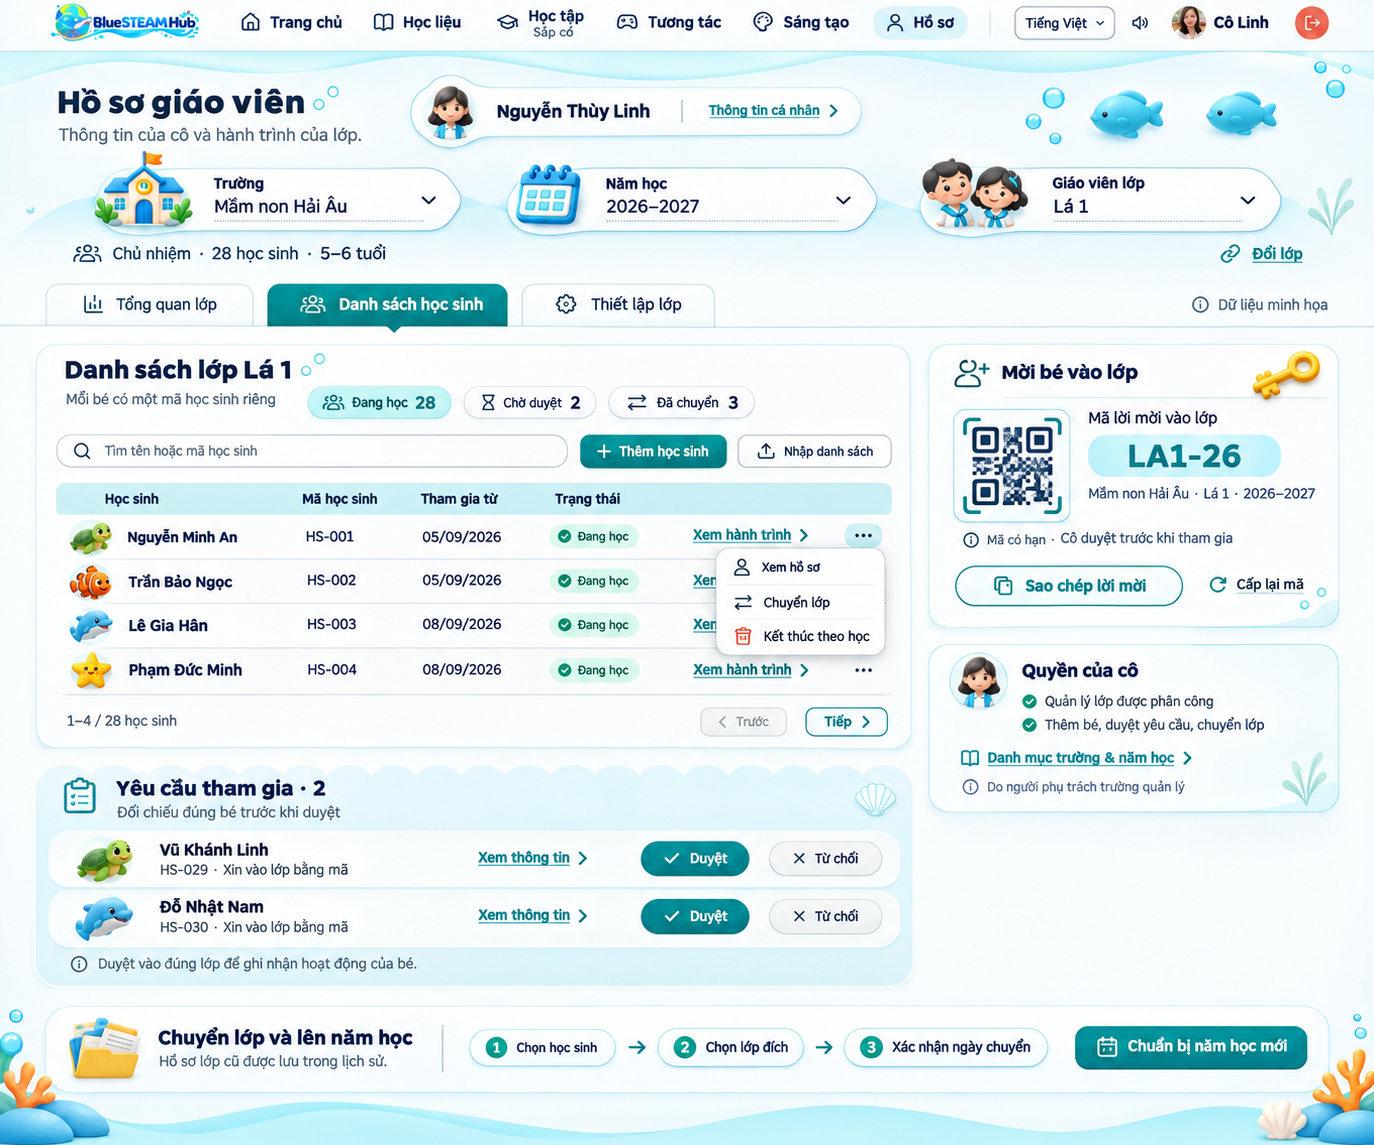 BlueSTEAMHub
Trang chủ
Học liệu
Học tập
Sắp có
Tương tác
Sáng tạo
Hồ sơ
Tiếng Việt
Cô Linh
Hồ sơ giáo viên
Thông tin của cô và hành trình của lớp.
Nguyễn Thùy Linh
Thông tin cá nhân
Trường
Mầm non Hải Âu
Năm học
2026–2027
Giáo viên lớp
Lá 1
Chủ nhiệm · 28 học sinh · 5–6 tuổi
Đổi lớp
Tổng quan lớp
Danh sách học sinh
Thiết lập lớp
Dữ liệu minh họa
Danh sách lớp Lá 1
Mỗi bé có một mã học sinh riêng
Đang học 28
Chờ duyệt 2
Đã chuyển 3
Tìm tên hoặc mã học sinh
Thêm học sinh
Nhập danh sách
Học sinh Mã học sinh Tham gia từ Trạng thái
Nguyễn Minh An HS-001 05/09/2026 Đang học Xem hành trình
Trần Bảo Ngọc HS-002 05/09/2026 Đang học Xen
Lê Gia Hân HS-003 08/09/2026 Đang học Xen
Phạm Đức Minh HS-004 08/09/2026 Đang học Xem hành trình
Xem hồ sơ
Chuyển lớp
Kết thúc theo học
1–4 / 28 học sinh
Trước
Tiếp
Mời bé vào lớp
Mã lời mời vào lớp
LA1-26
Mầm non Hải Âu · Lá 1 · 2026–2027
Mã có hạn · Cô duyệt trước khi tham gia
Sao chép lời mời
Cấp lại mã
Quyền của cô
Quản lý lớp được phân công
Thêm bé, duyệt yêu cầu, chuyển lớp
Danh mục trường & năm học
Do người phụ trách trường quản lý
Yêu cầu tham gia · 2
Đối chiếu đúng bé trước khi duyệt
Vũ Khánh Linh
HS-029 · Xin vào lớp bằng mã
Xem thông tin
Duyệt
Từ chối
Đỗ Nhật Nam
HS-030 · Xin vào lớp bằng mã
Xem thông tin
Duyệt
Từ chối
Duyệt vào đúng lớp để ghi nhận hoạt động của bé.
Chuyển lớp và lên năm học
Hồ sơ lớp cũ được lưu trong lịch sử.
1 Chọn học sinh
2 Chọn lớp đích
3 Xác nhận ngày chuyển
Chuẩn bị năm học mới